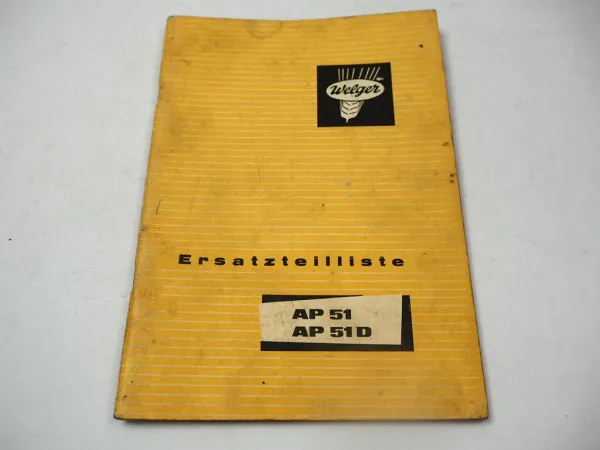 Welger
Ersatzteilliste
AP 51
AP 51 D